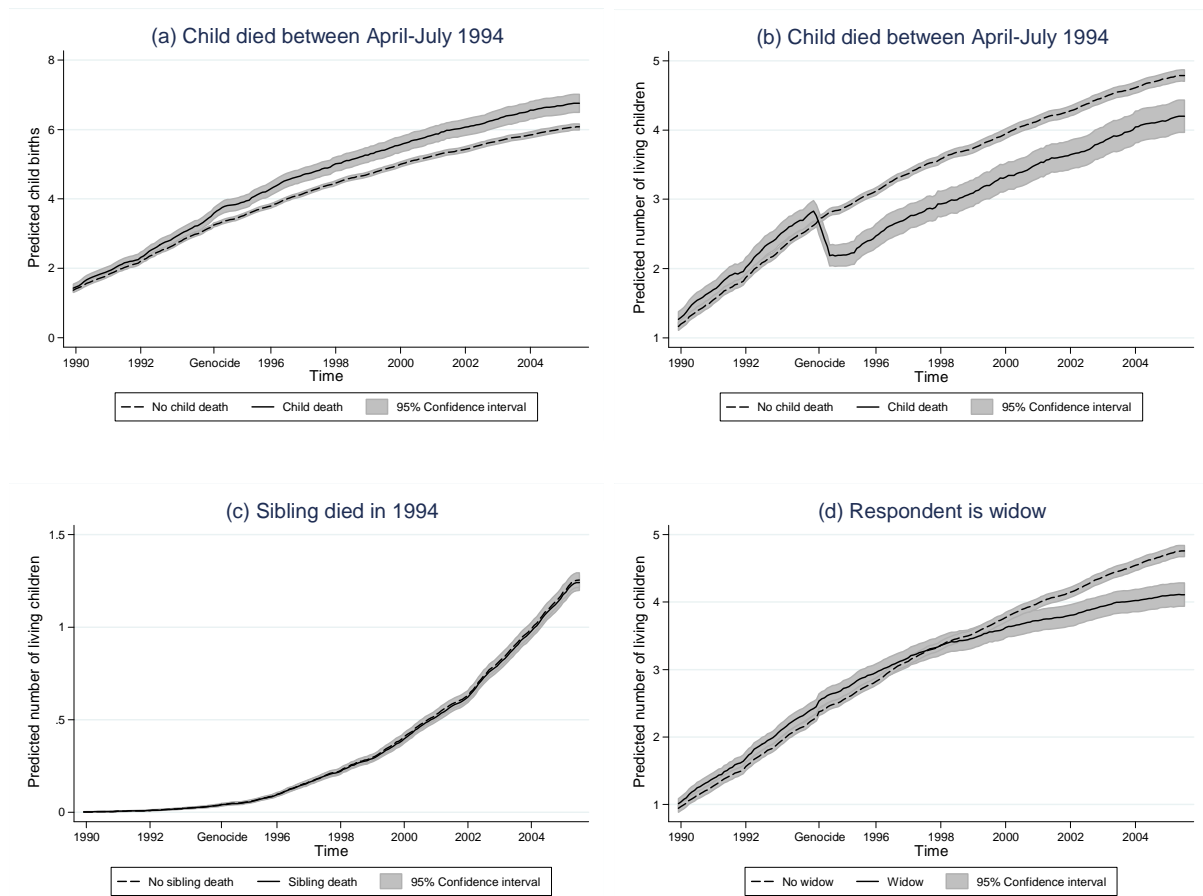 (a) Child died between April-July 1994
Predicted child births
8
6
4
2
0
1990 1992 Genocide 1996 1998 2000 2002 2004
Time
No child death Child death 95% Confidence interval
(b) Child died between April-July 1994
Predicted number of living children
5
4
3
2
1
1990 1992 Genocide 1996 1998 2000 2002 2004
Time
No child death Child death 95% Confidence interval
(c) Sibling died in 1994
Predicted number of living children
1.5
1
.5
0
1990 1992 Genocide 1996 1998 2000 2002 2004
Time
No sibling death Sibling death 95% Confidence interval
(d) Respondent is widow
Predicted number of living children
5
4
3
2
1
1990 1992 Genocide 1996 1998 2000 2002 2004
Time
No widow Widow 95% Confidence interval